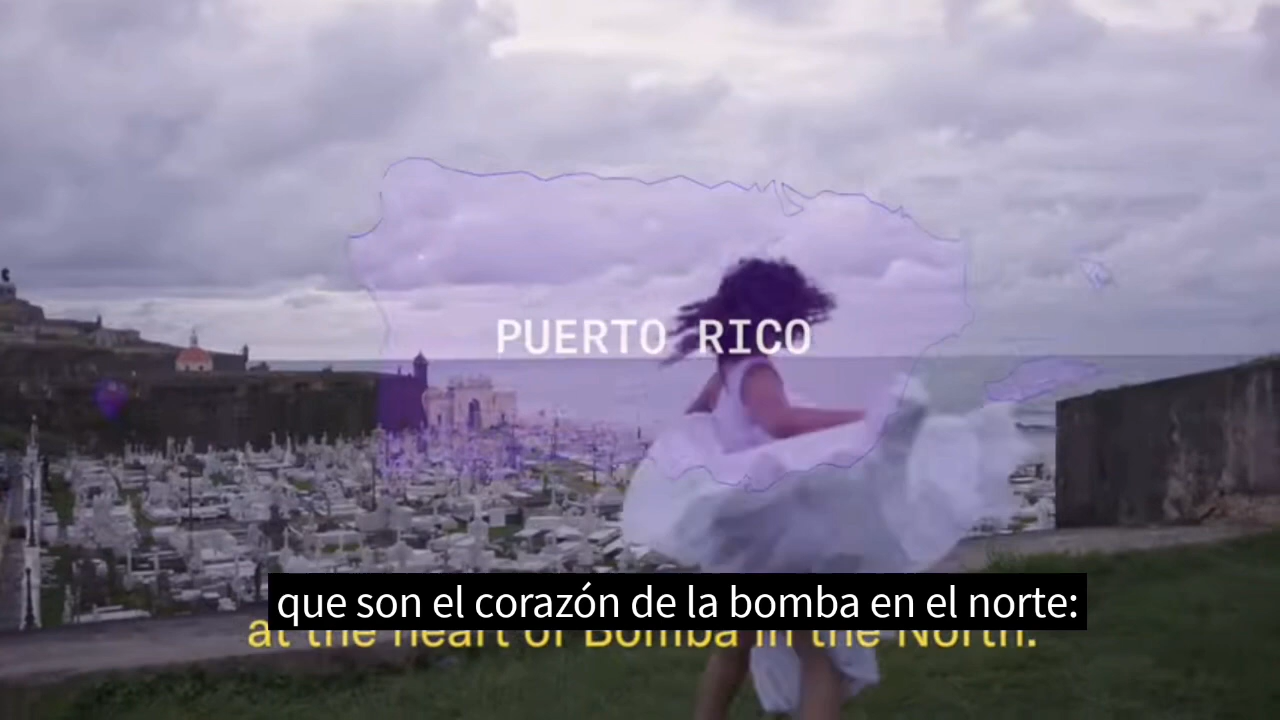 PUERTO RICO
que son el corazón de la bomba en el norte:
at the heart of Bomba in the North: